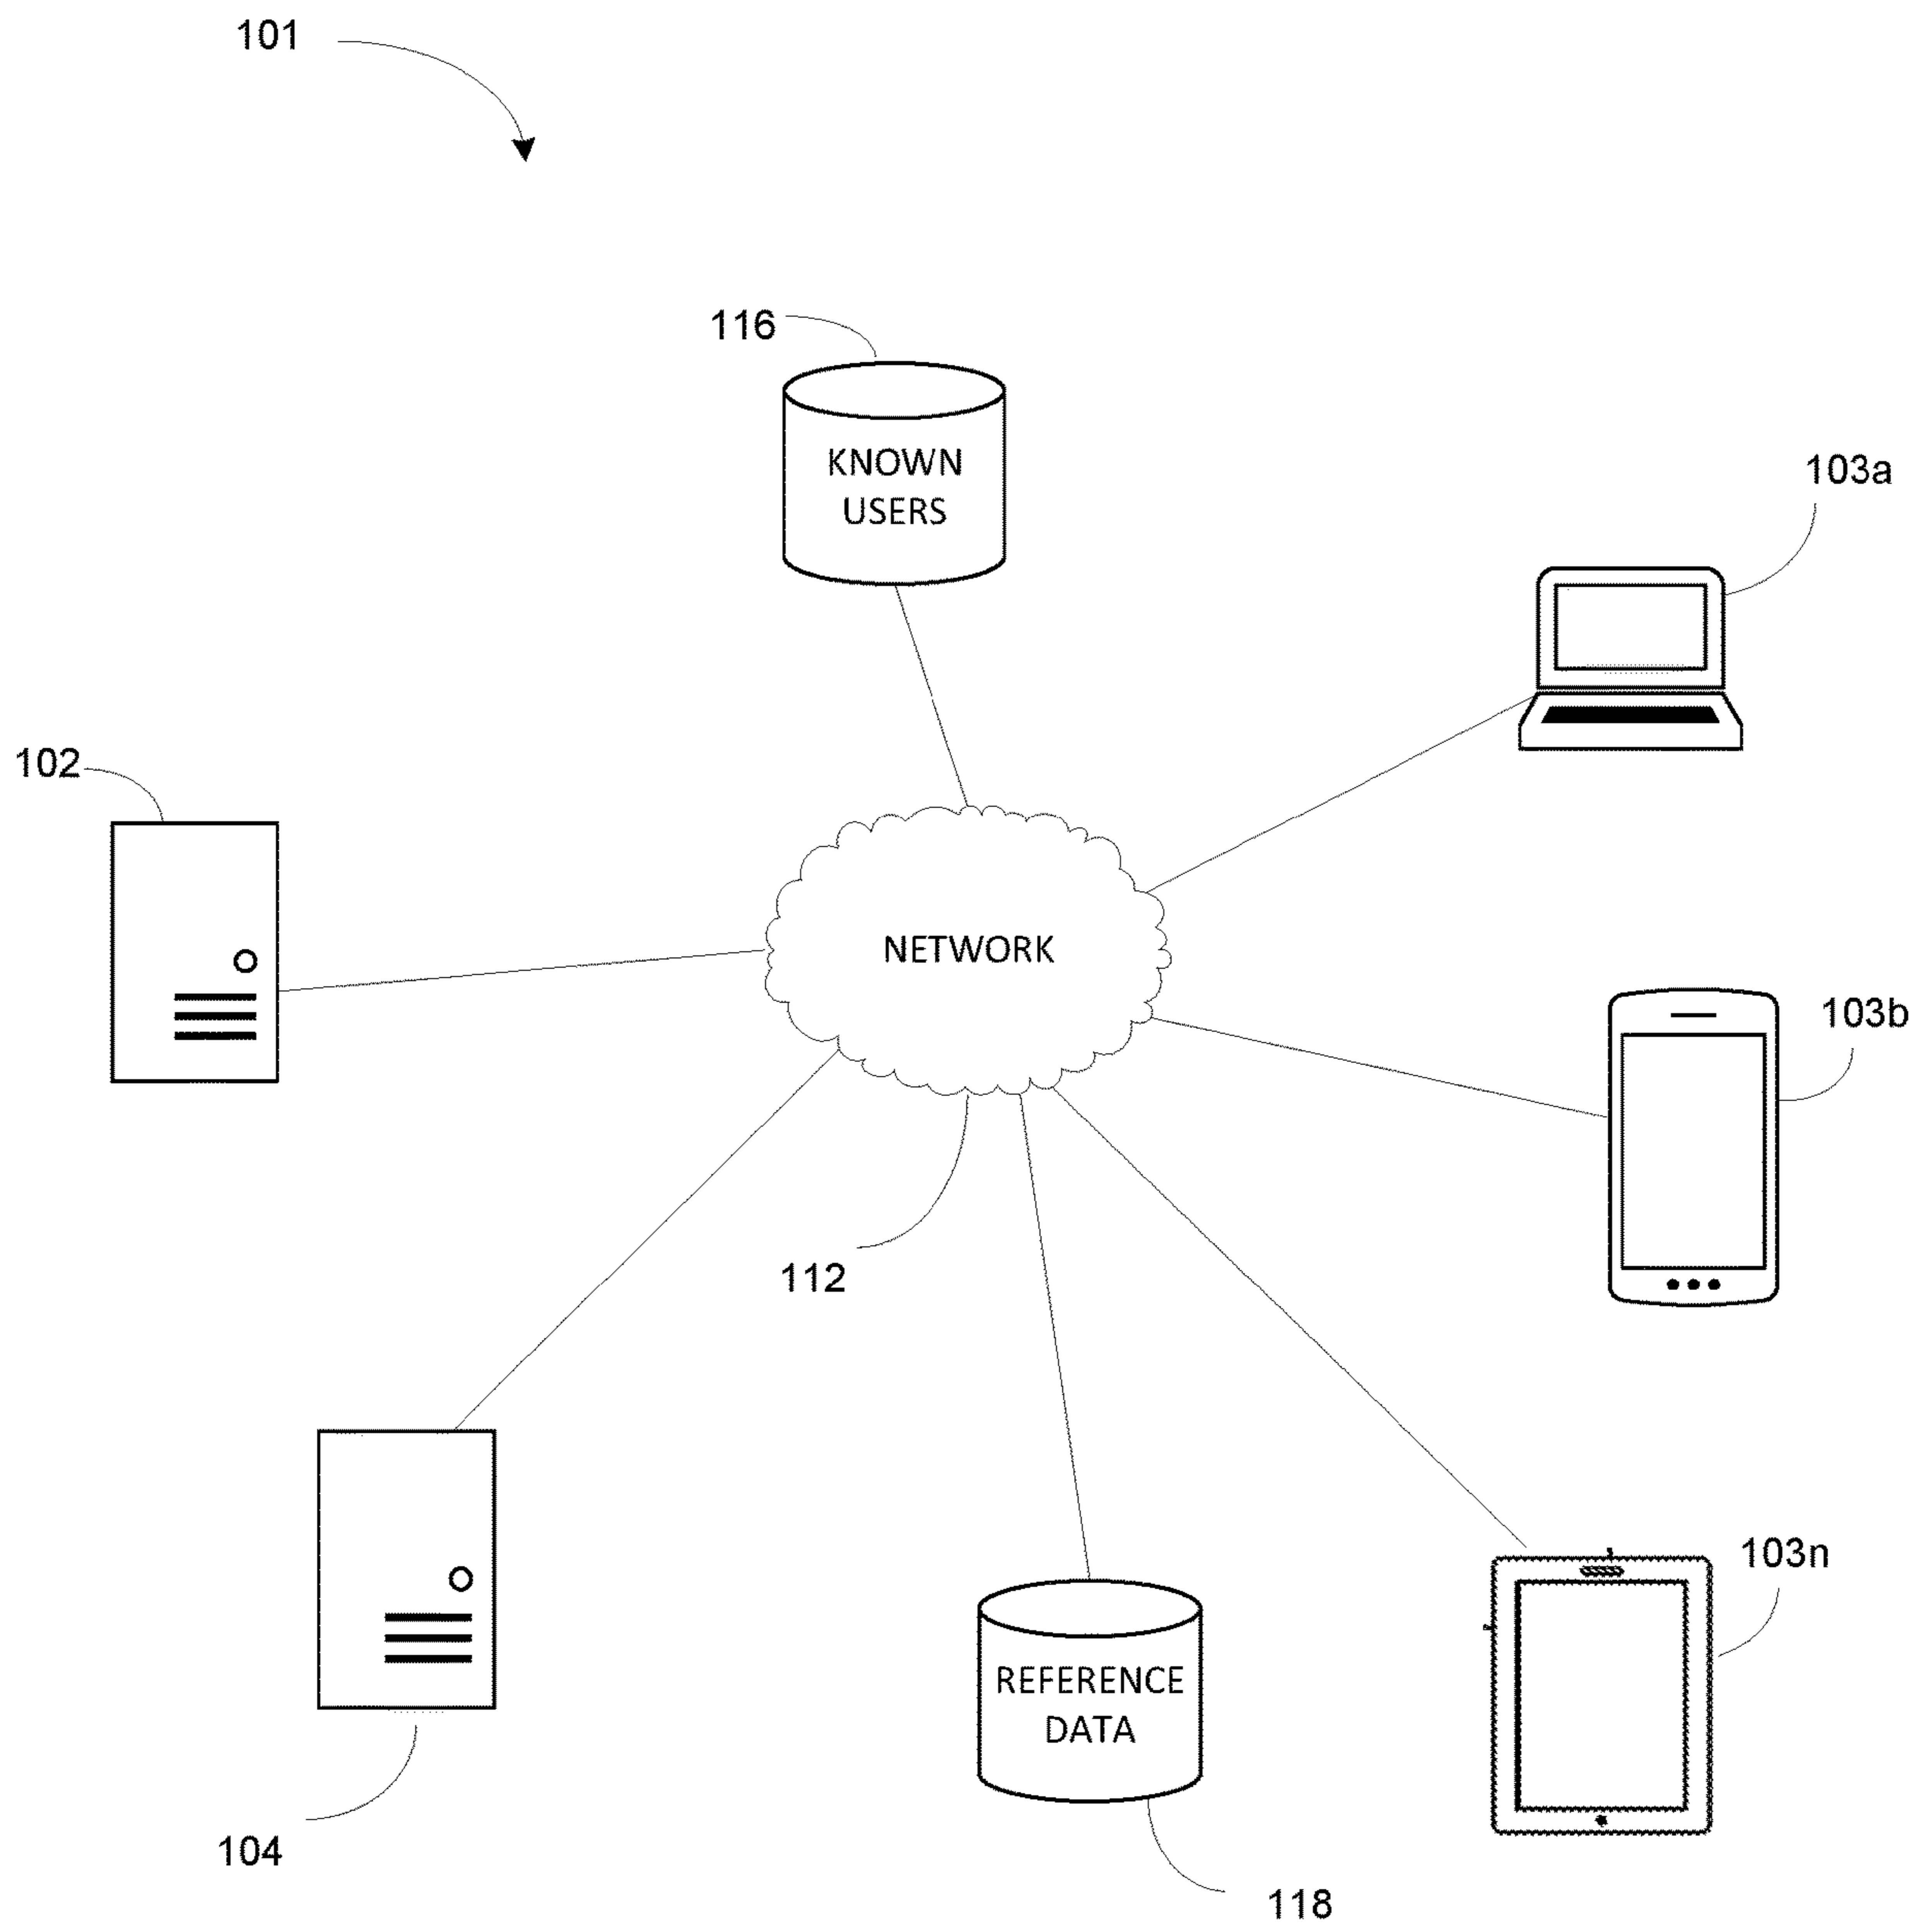 101
116
KNOWN
USERS
103a
102
NETWORK
103b
112
103n
REFERENCE
DATA
104
118